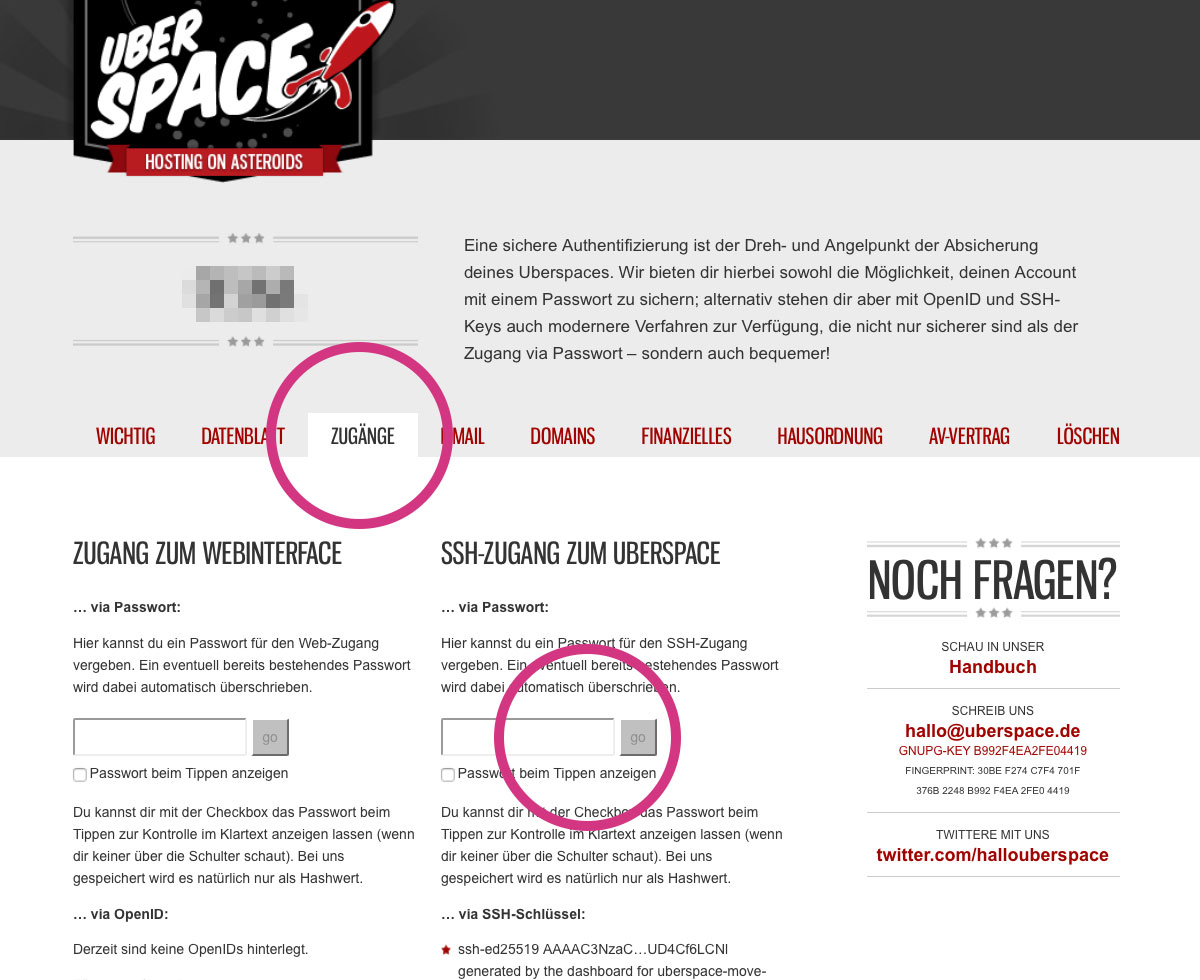 UBER
SPACE
HOSTING ON ASTEROIDS
Eine sichere Authentifizierung ist der Dreh- und Angelpunkt der Absicherung
deines Uberspaces. Wir bieten dir hierbei sowohl die Möglichkeit, deinen Account
mit einem Passwort zu sichern; alternativ stehen dir aber mit OpenID und SSH-
Keys auch modernere Verfahren zur Verfügung, die nicht nur sicherer sind als der
Zugang via Passwort – sondern auch bequemer!
WICHTIG DATENBLATT ZUGÄNGE EMAIL DOMAINS FINANZIELLES HAUSORDNUNG AV-VERTRAG LÖSCHEN
ZUGANG ZUM WEBINTERFACE
… via Passwort:
Hier kannst du ein Passwort für den Web-Zugang
vergeben. Ein eventuell bereits bestehendes Passwort
wird dabei automatisch überschrieben.
go
Passwort beim Tippen anzeigen
Du kannst dir mit der Checkbox das Passwort beim
Tippen zur Kontrolle im Klartext anzeigen lassen (wenn
dir keiner über die Schulter schaut). Bei uns
gespeichert wird es natürlich nur als Hashwert.
… via OpenID:
Derzeit sind keine OpenIDs hinterlegt.
SSH-ZUGANG ZUM UBERSPACE
… via Passwort:
Hier kannst du ein Passwort für den SSH-Zugang
vergeben. Ein eventuell bereits bestehendes Passwort
wird dabei automatisch überschrieben.
go
Passwort beim Tippen anzeigen
Du kannst dir mit der Checkbox das Passwort beim
Tippen zur Kontrolle im Klartext anzeigen lassen (wenn
dir keiner über die Schulter schaut). Bei uns
gespeichert wird es natürlich nur als Hashwert.
… via SSH-Schlüssel:
ssh-ed25519 AAAAC3NzaC…UD4Cf6LCNl
generated by the dashboard for uberspace-move-
NOCH FRAGEN?
SCHAU IN UNSER
Handbuch
SCHREIB UNS
hallo@uberspace.de
GNUPG-KEY B992F4EA2FE04419
FINGERPRINT: 30BE F274 C7F4 701F
376B 2248 B992 F4EA 2FE0 4419
TWITTERE MIT UNS
twitter.com/hallouberspace